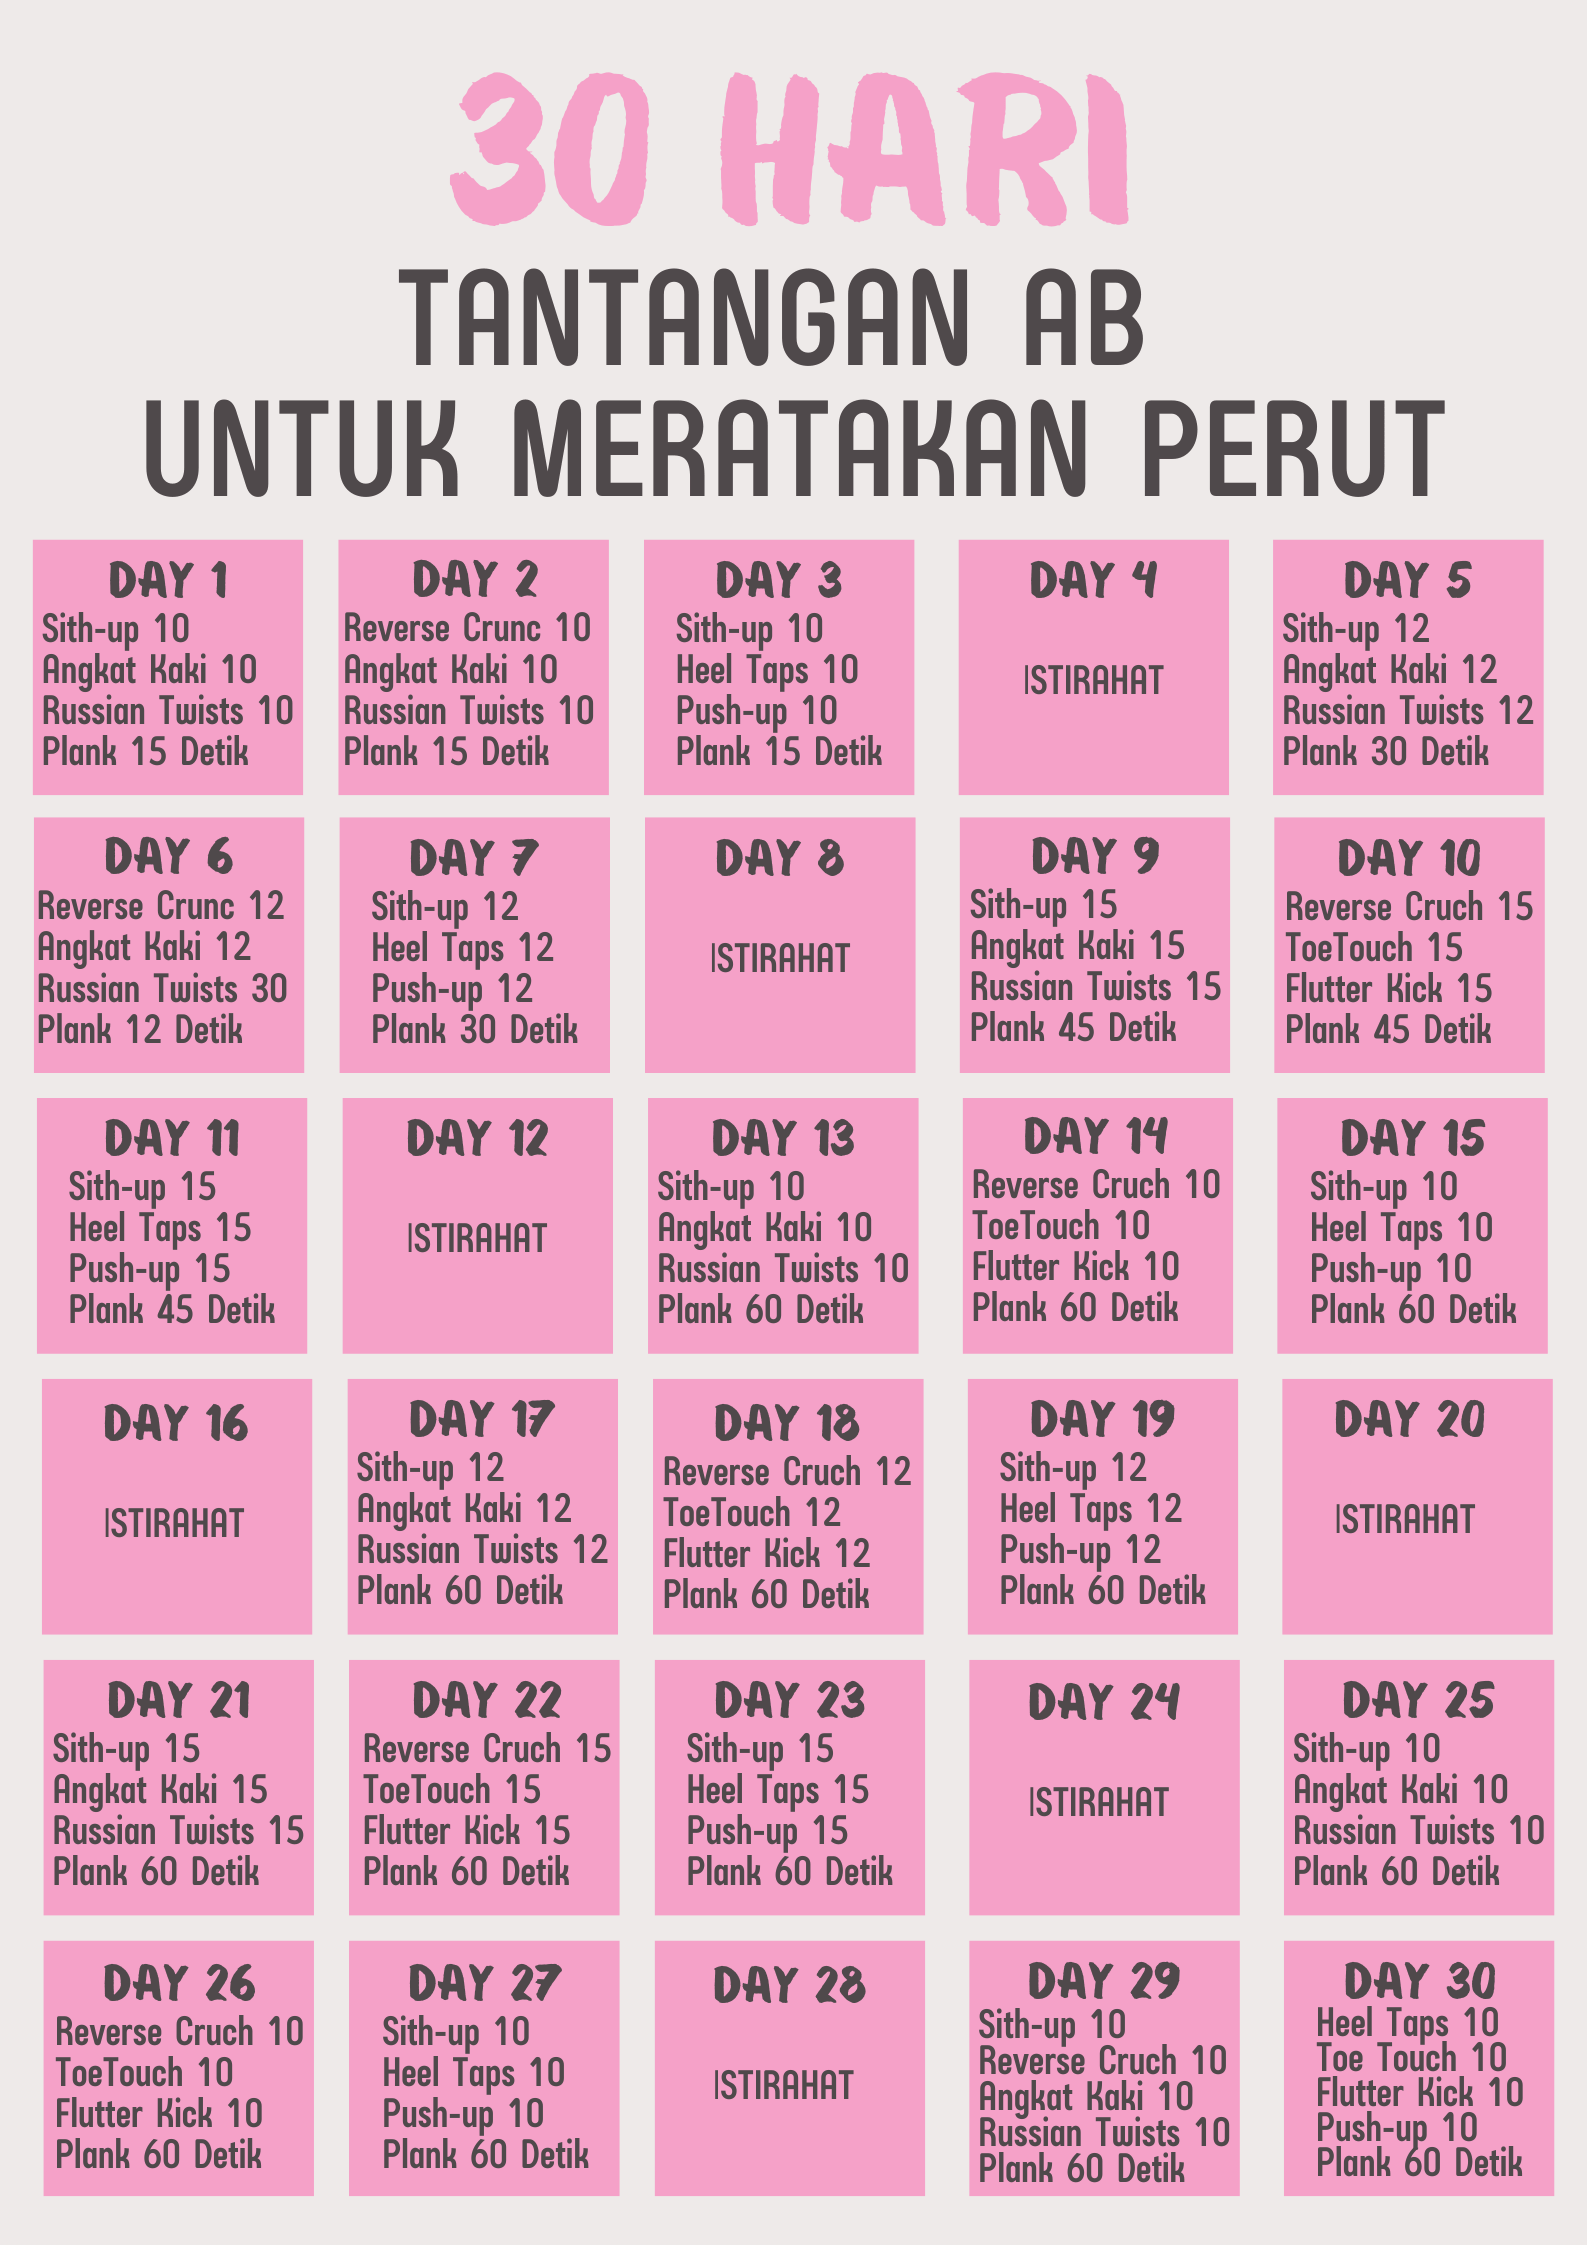 30 HARI
TANTANGAN AB
UNTUK MERATAKAN PERUT
DAY 1
Sith-up 10
Angkat Kaki 10
Russian Twists 10
Plank 15 Detik
DAY 2
Reverse Crunc 10
Angkat Kaki 10
Russian Twists 10
Plank 15 Detik
DAY 3
Sith-up 10
Heel Taps 10
Push-up 10
Plank 15 Detik
DAY 4
ISTIRAHAT
DAY 5
Sith-up 12
Angkat Kaki 12
Russian Twists 12
Plank 30 Detik
DAY 6
Reverse Crunc 12
Angkat Kaki 12
Russian Twists 30
Plank 12 Detik
DAY 7
Sith-up 12
Heel Taps 12
Push-up 12
Plank 30 Detik
DAY 8
ISTIRAHAT
DAY 9
Sith-up 15
Angkat Kaki 15
Russian Twists 15
Plank 45 Detik
DAY 10
Reverse Cruch 15
ToeTouch 15
Flutter Kick 15
Plank 45 Detik
DAY 11
Sith-up 15
Heel Taps 15
Push-up 15
Plank 45 Detik
DAY 12
ISTIRAHAT
DAY 13
Sith-up 10
Angkat Kaki 10
Russian Twists 10
Plank 60 Detik
DAY 14
Reverse Cruch 10
ToeTouch 10
Flutter Kick 10
Plank 60 Detik
DAY 15
Sith-up 10
Heel Taps 10
Push-up 10
Plank 60 Detik
DAY 16
ISTIRAHAT
DAY 17
Sith-up 12
Angkat Kaki 12
Russian Twists 12
Plank 60 Detik
DAY 18
Reverse Cruch 12
ToeTouch 12
Flutter Kick 12
Plank 60 Detik
DAY 19
Sith-up 12
Heel Taps 12
Push-up 12
Plank 60 Detik
DAY 20
ISTIRAHAT
DAY 21
Sith-up 15
Angkat Kaki 15
Russian Twists 15
Plank 60 Detik
DAY 22
Reverse Cruch 15
ToeTouch 15
Flutter Kick 15
Plank 60 Detik
DAY 23
Sith-up 15
Heel Taps 15
Push-up 15
Plank 60 Detik
DAY 24
ISTIRAHAT
DAY 25
Sith-up 10
Angkat Kaki 10
Russian Twists 10
Plank 60 Detik
DAY 26
Reverse Cruch 10
ToeTouch 10
Flutter Kick 10
Plank 60 Detik
DAY 27
Sith-up 10
Heel Taps 10
Push-up 10
Plank 60 Detik
DAY 28
ISTIRAHAT
DAY 29
Sith-up 10
Reverse Cruch 10
Angkat Kaki 10
Russian Twists 10
Plank 60 Detik
DAY 30
Heel Taps 10
Toe Touch 10
Flutter Kick 10
Push-up 10
Plank 60 Detik